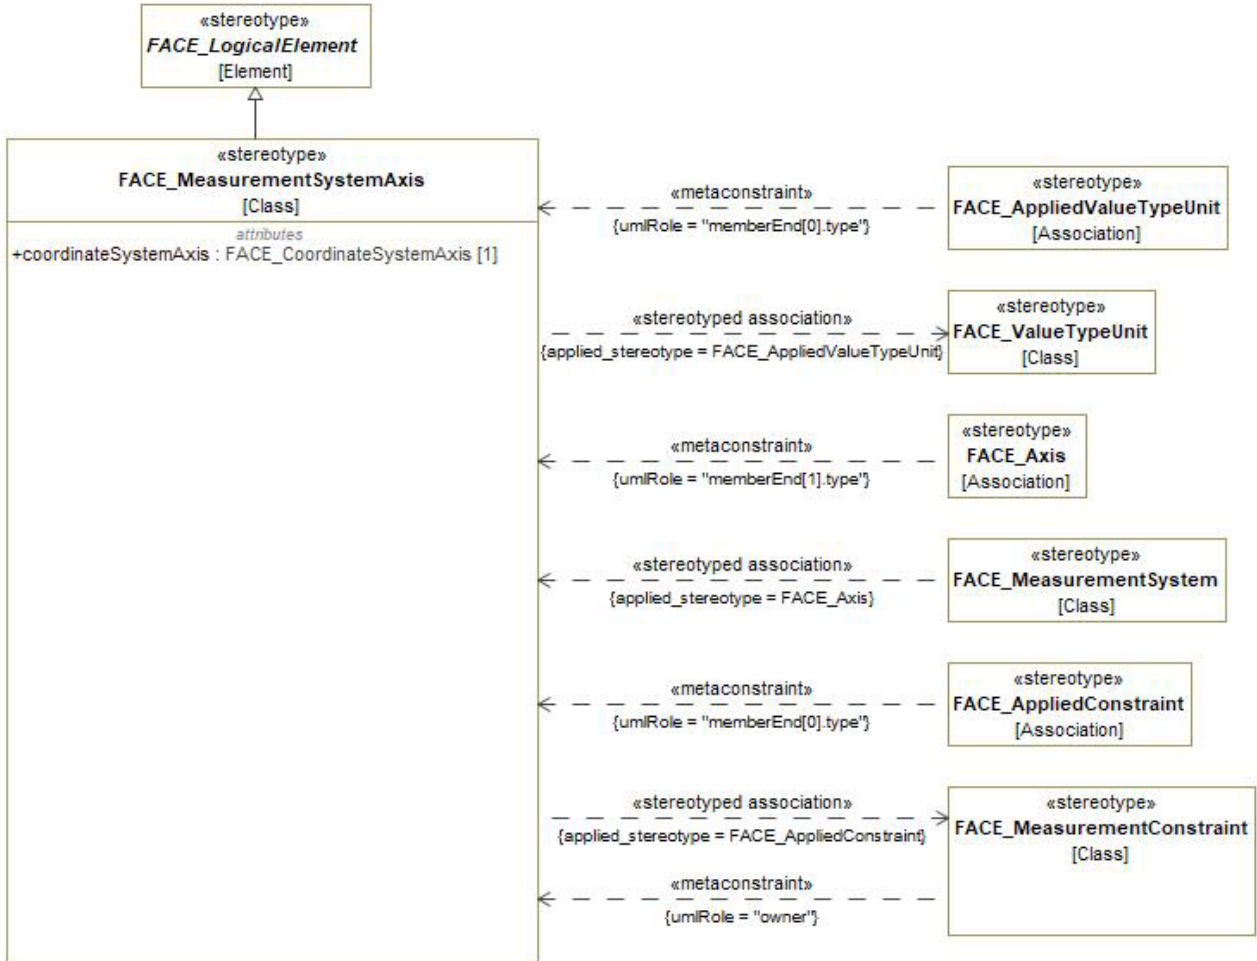 «stereotype»
FACE_LogicalElement
[Element]
«stereotype»
FACE_MeasurementSystemAxis
[Class]
attributes
+coordinateSystemAxis : FACE_CoordinateSystemAxis [1]
«metaconstraint»
{umlRole = "memberEnd[0].type"}
«stereotype»
FACE_AppliedValueTypeUnit
[Association]
«stereotyped association»
{applied_stereotype = FACE_AppliedValueTypeUnit}
«stereotype»
FACE_ValueTypeUnit
[Class]
«metaconstraint»
{umlRole = "memberEnd[1].type"}
«stereotype»
FACE_Axis
[Association]
«stereotyped association»
{applied_stereotype = FACE_Axis}
«stereotype»
FACE_MeasurementSystem
[Class]
«metaconstraint»
{umlRole = "memberEnd[0].type"}
«stereotype»
FACE_AppliedConstraint
[Association]
«stereotyped association»
{applied_stereotype = FACE_AppliedConstraint}
«stereotype»
FACE_MeasurementConstraint
[Class]
«metaconstraint»
{umlRole = "owner"}